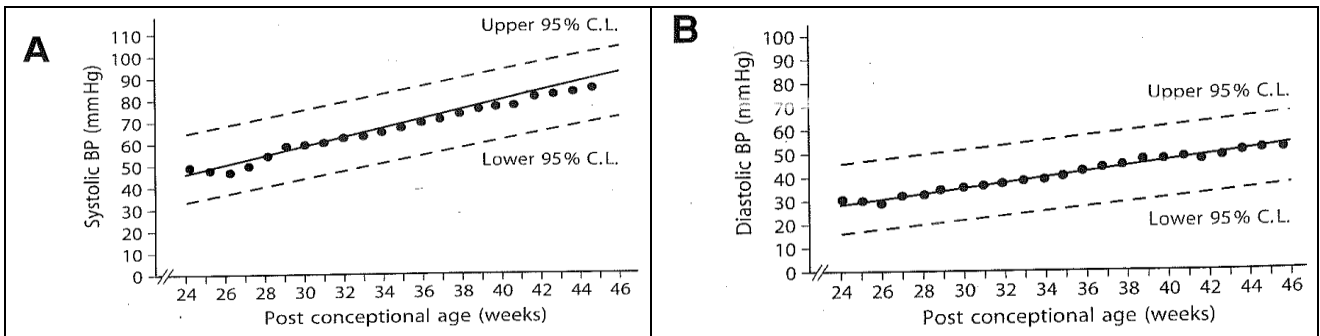 A
Systolic BP (mmHg)
110
100
90
80
70
60
50
40
30
20
10
0
Upper 95% C.L.
Lower 95% C.L.
24 26 28 30 32 34 36 38 40 42 44 46
Post conceptional age (weeks)
B
Diastolic BP (mmHg)
100
90
80
70
60
50
40
30
20
10
0
Upper 95% C.L.
Lower 95% C.L.
24 26 28 30 32 34 36 38 40 42 44 46
Post conceptional age (weeks)